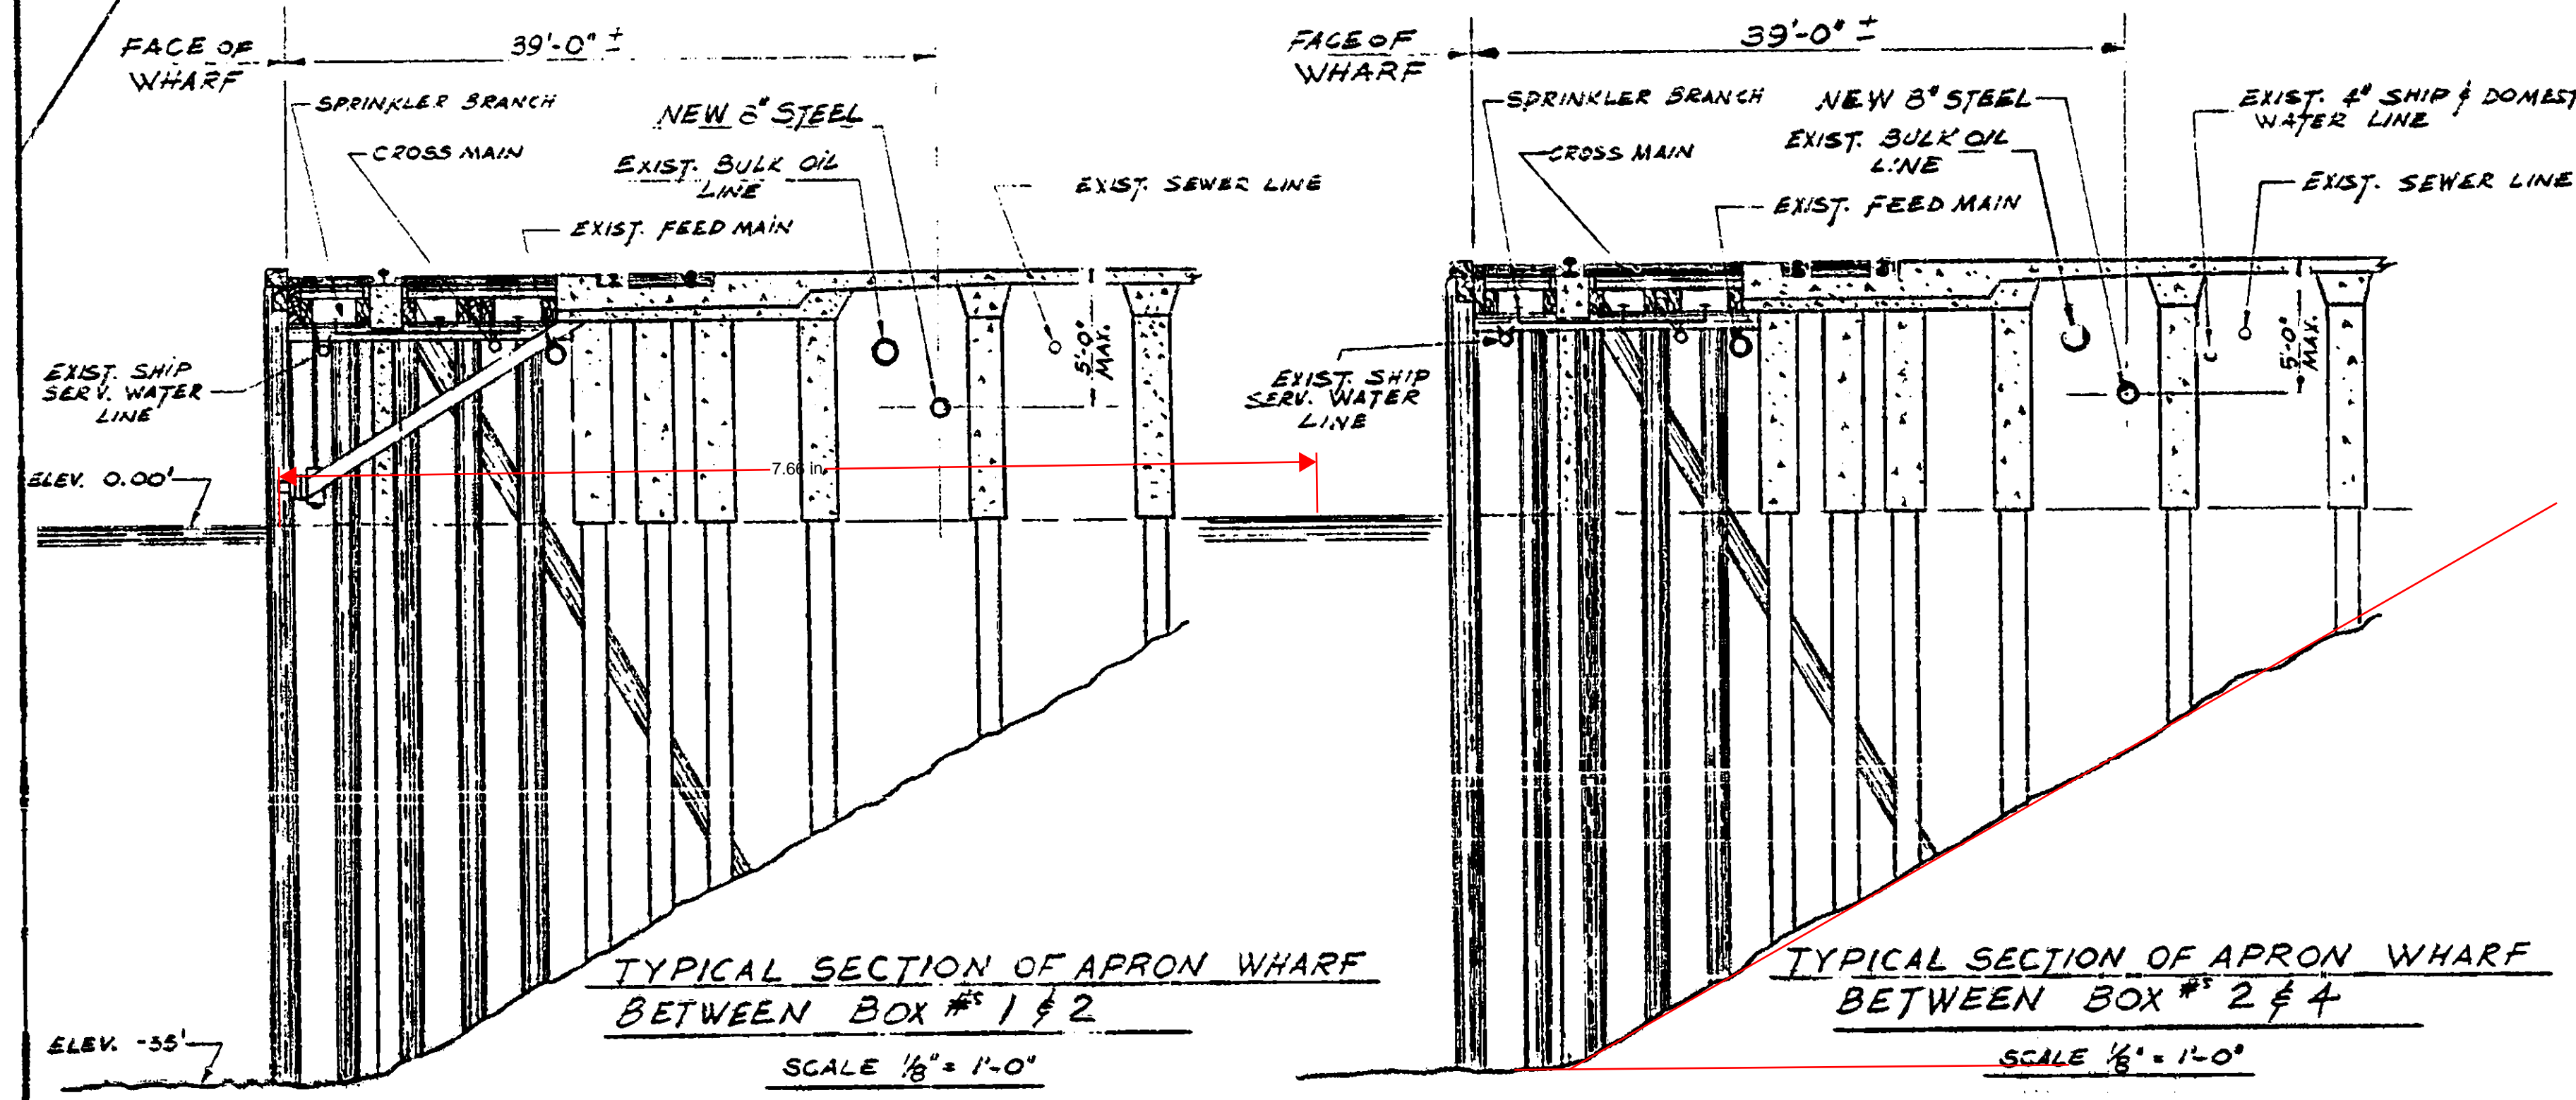 FACE OF
WHARF
39'-0" ±
SPRINKLER BRANCH
NEW 8" STEEL
CROSS MAIN
EXIST. BULK OIL
LINE
EXIST. SEWER LINE
EXIST. FEED MAIN
EXIST. SHIP
SERV. WATER
LINE
5'-0"
MAX.
ELEV. 0.00'
7.66 in
ELEV. -35'
TYPICAL SECTION OF APRON WHARF
BETWEEN BOX #s 1 & 2
SCALE 1/8" = 1'-0"
FACE OF
WHARF
39'-0" ±
SPRINKLER BRANCH
NEW 8" STEEL
EXIST. 4" SHIP & DOMEST
WATER LINE
CROSS MAIN
EXIST. BULK OIL
LINE
EXIST. SEWER LINE
EXIST. FEED MAIN
EXIST. SHIP
SERV. WATER
LINE
5'-0"
MAX.
TYPICAL SECTION OF APRON WHARF
BETWEEN BOX #s 2 & 4
SCALE 1/8" = 1'-0"